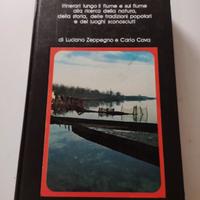 itinerari lungo il fiume e sul fiume
alla ricerca della natura,
della storia, delle tradizioni popolari
e dei luoghi sconosciuti
di Luciano Zeppegno e Carlo Cava